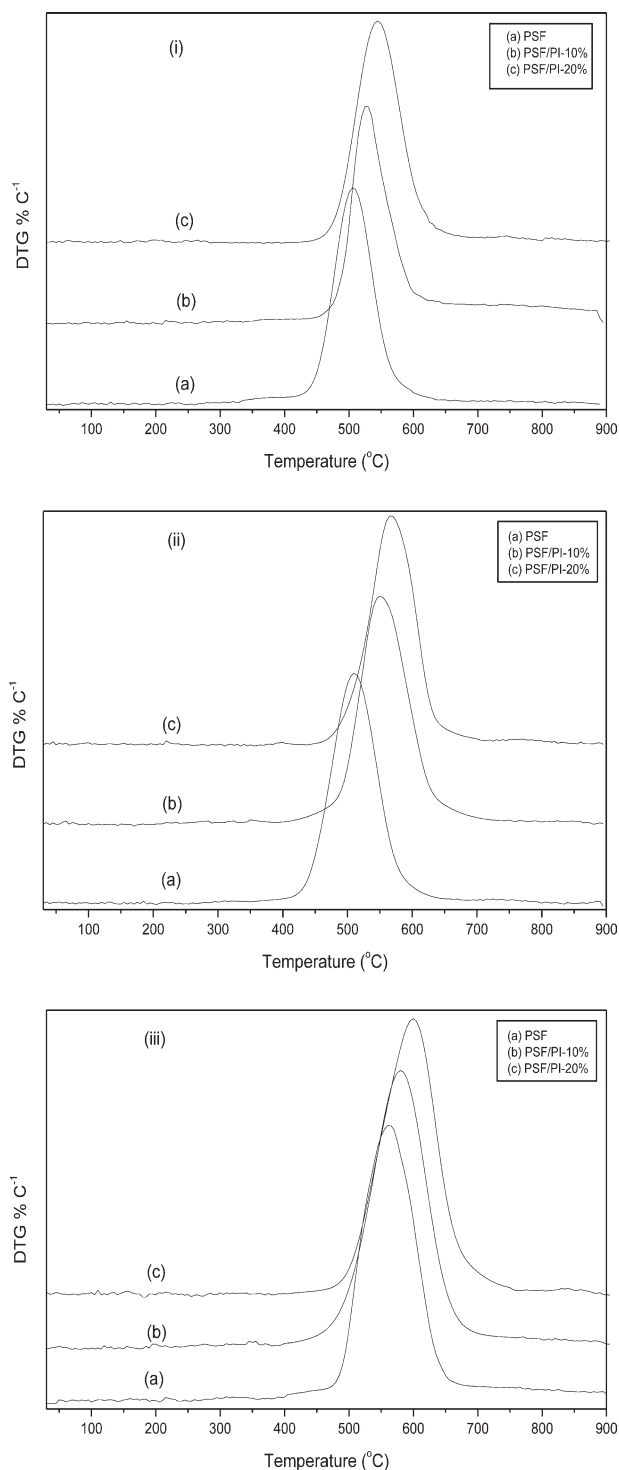 (i)
(a) PSF
(b) PSF/PI-10%
(c) PSF/PI-20%
(c)
(b)
(a)
DTG % C⁻¹
100 200 300 400 500 600 700 800 900
Temperature (°C)
(ii)
(a) PSF
(b) PSF/PI-10%
(c) PSF/PI-20%
(c)
(b)
(a)
DTG % C⁻¹
100 200 300 400 500 600 700 800 900
Temperature (°C)
(iii)
(a) PSF
(b) PSF/PI-10%
(c) PSF/PI-20%
(c)
(b)
(a)
DTG % C⁻¹
100 200 300 400 500 600 700 800 900
Temperature (°C)